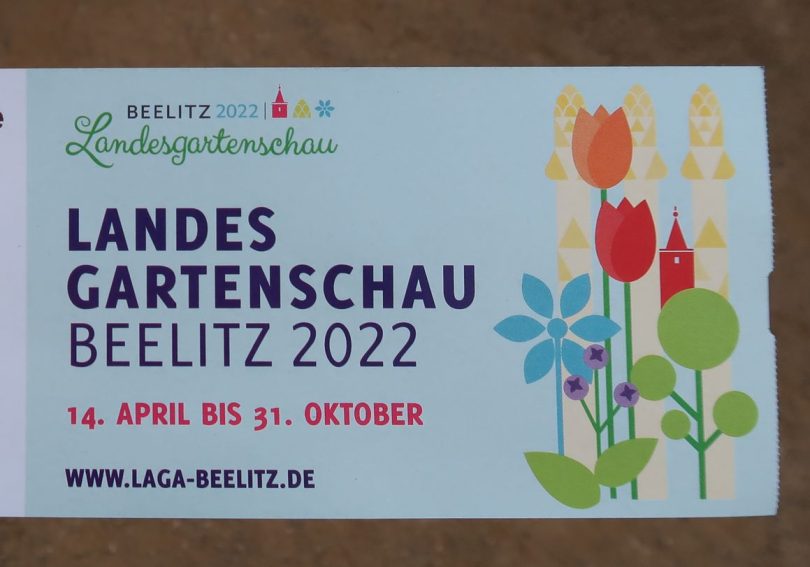 e
BEELITZ 2022
Landesgartenschau
LANDES
GARTENSCHAU
BEELITZ 2022
14. APRIL BIS 31. OKTOBER
WWW.LAGA-BEELITZ.DE